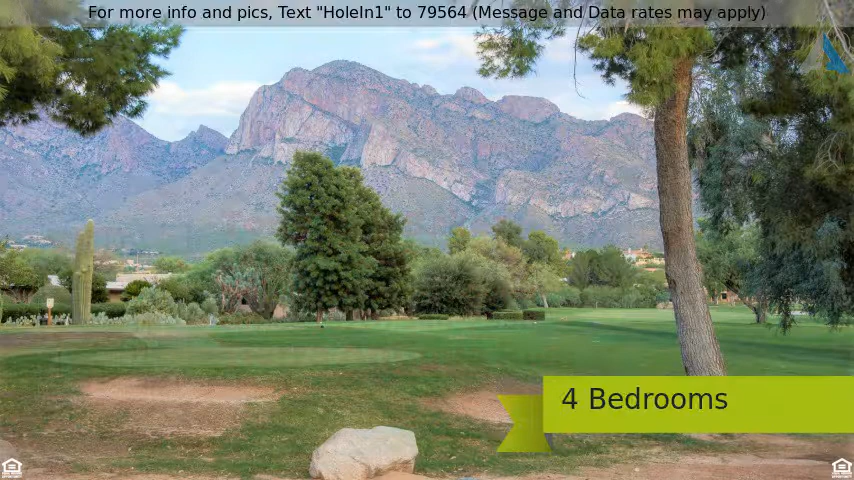 For more info and pics, Text "HoleIn1" to 79564 (Message and Data rates may apply)
4 Bedrooms